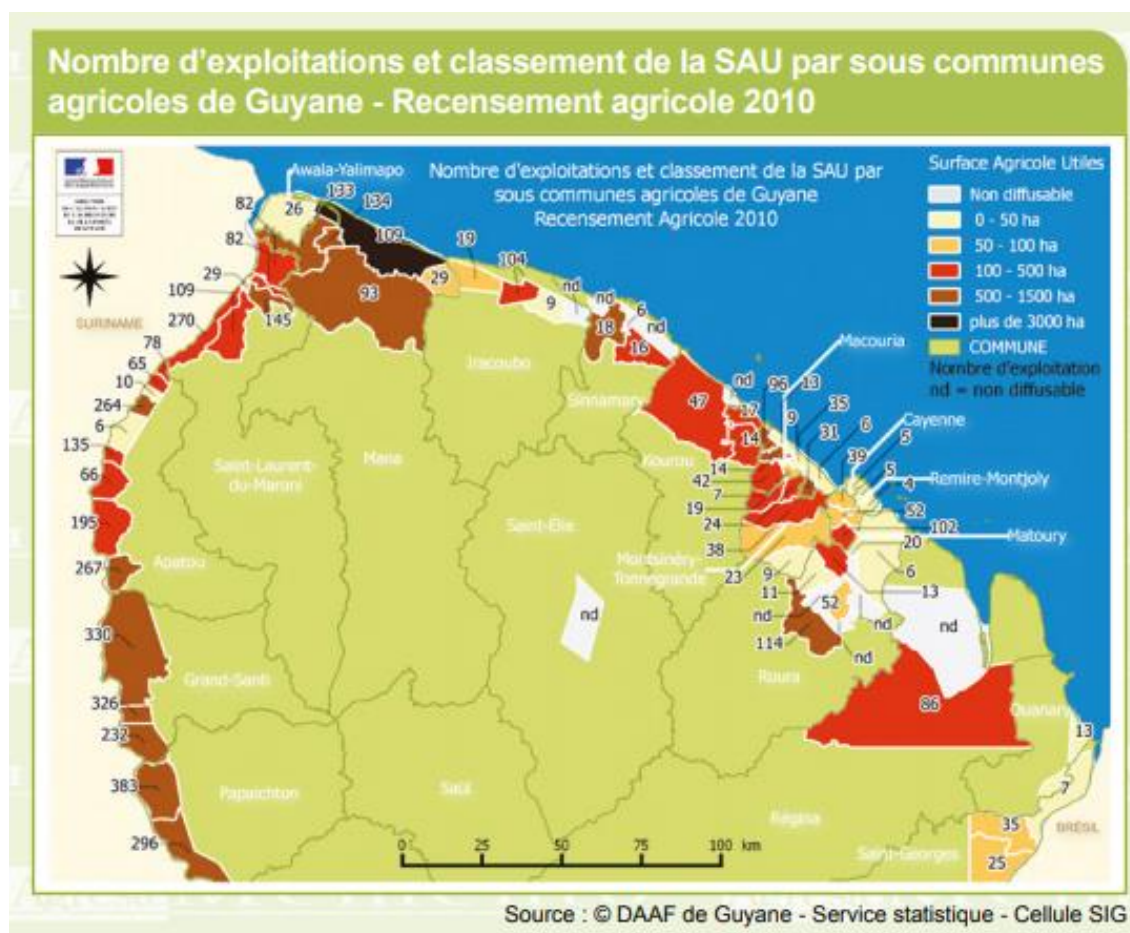 Nombre d'exploitations et classement de la SAU par sous communes
agricoles de Guyane - Recensement agricole 2010
Nombre d'exploitations et classement de la SAU par
sous communes agricoles de Guyane
Recensement Agricole 2010
Surface Agricole Utiles
Non diffusable
0 - 50 ha
50 - 100 ha
100 - 500 ha
500 - 1500 ha
plus de 3000 ha
COMMUNE
Nombre d'exploitation
nd = non diffusable
Awala-Yalimapo
133
134
82
26
82
109
19
104
29
29
93
109
9
nd
nd
6
SURINAME
270
145
18
nd
16
Macouria
78
Iracoubo
65
nd
96
13
10
Sinnamary
47
17
9
35
264
6
14
31
6
Cayenne
5
135
Saint-Laurent-
du-Maroni
Mana
Kourou
14
39
5
66
42
4
Remire-Montjoly
7
52
195
19
Saint-Elie
24
102
Matoury
38
20
267
Apatou
Montsinéry-
Tonnegrande
23
9
6
11
13
52
nd
nd
nd
nd
330
114
nd
Grand-Santi
Roura
326
86
Ouanary
232
13
383
Papaichton
Saül
7
Régina
35
BRÉSIL
296
0 25 50 75 100 km
Saint-Georges
25
Source : © DAAF de Guyane - Service statistique - Cellule SIG